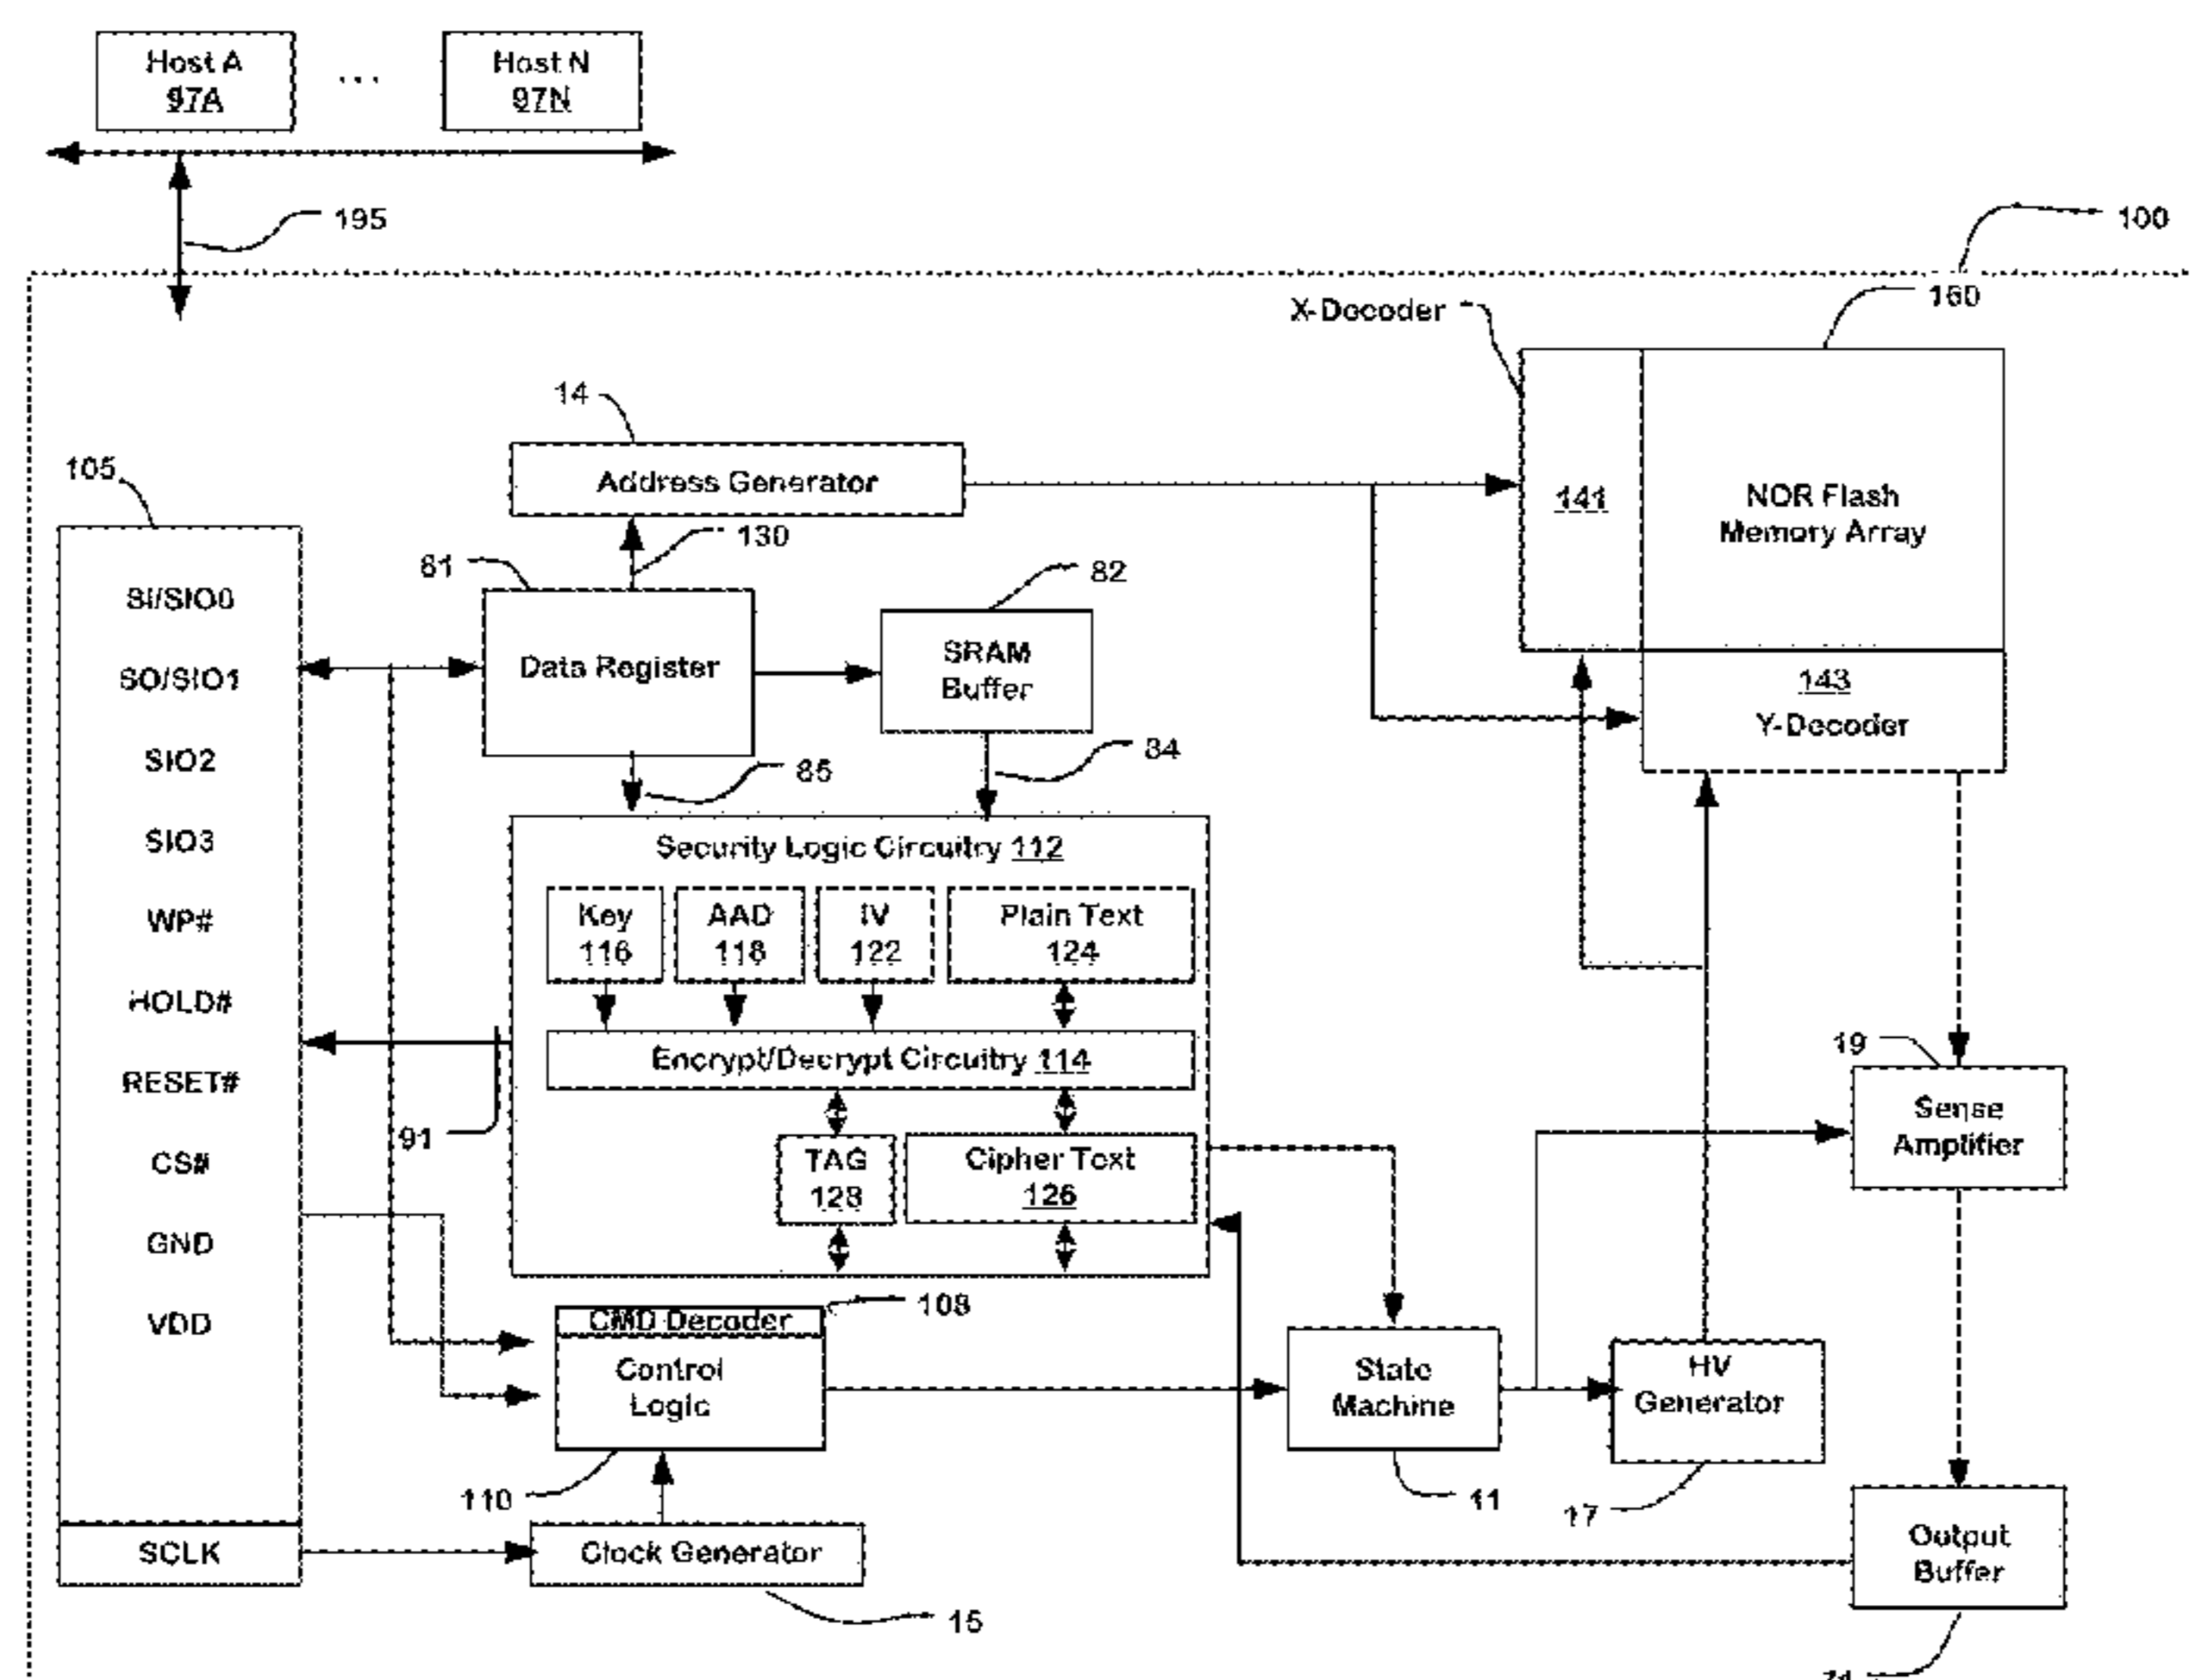 Host A
97A
...
Host N
97N
195
100
X-Decoder
160
14
Address Generator
141
NOR Flash
Memory Array
105
130
81
82
SI/SIO0
Data Register
SRAM
Buffer
SO/SIO1
143
Y-Decoder
SIO2
85
84
SIO3
Security Logic Circuitry 112
WP#
Key
116
AAD
118
IV
122
Plain Text
124
HOLD#
Encrypt/Decrypt Circuitry 114
19
RESET#
Sense
Amplifier
91
CS#
TAG
128
Cipher Text
126
GND
VDD
CMD Decoder
108
Control
Logic
State
Machine
HV
Generator
110
11
17
SCLK
Clock Generator
Output
Buffer
15